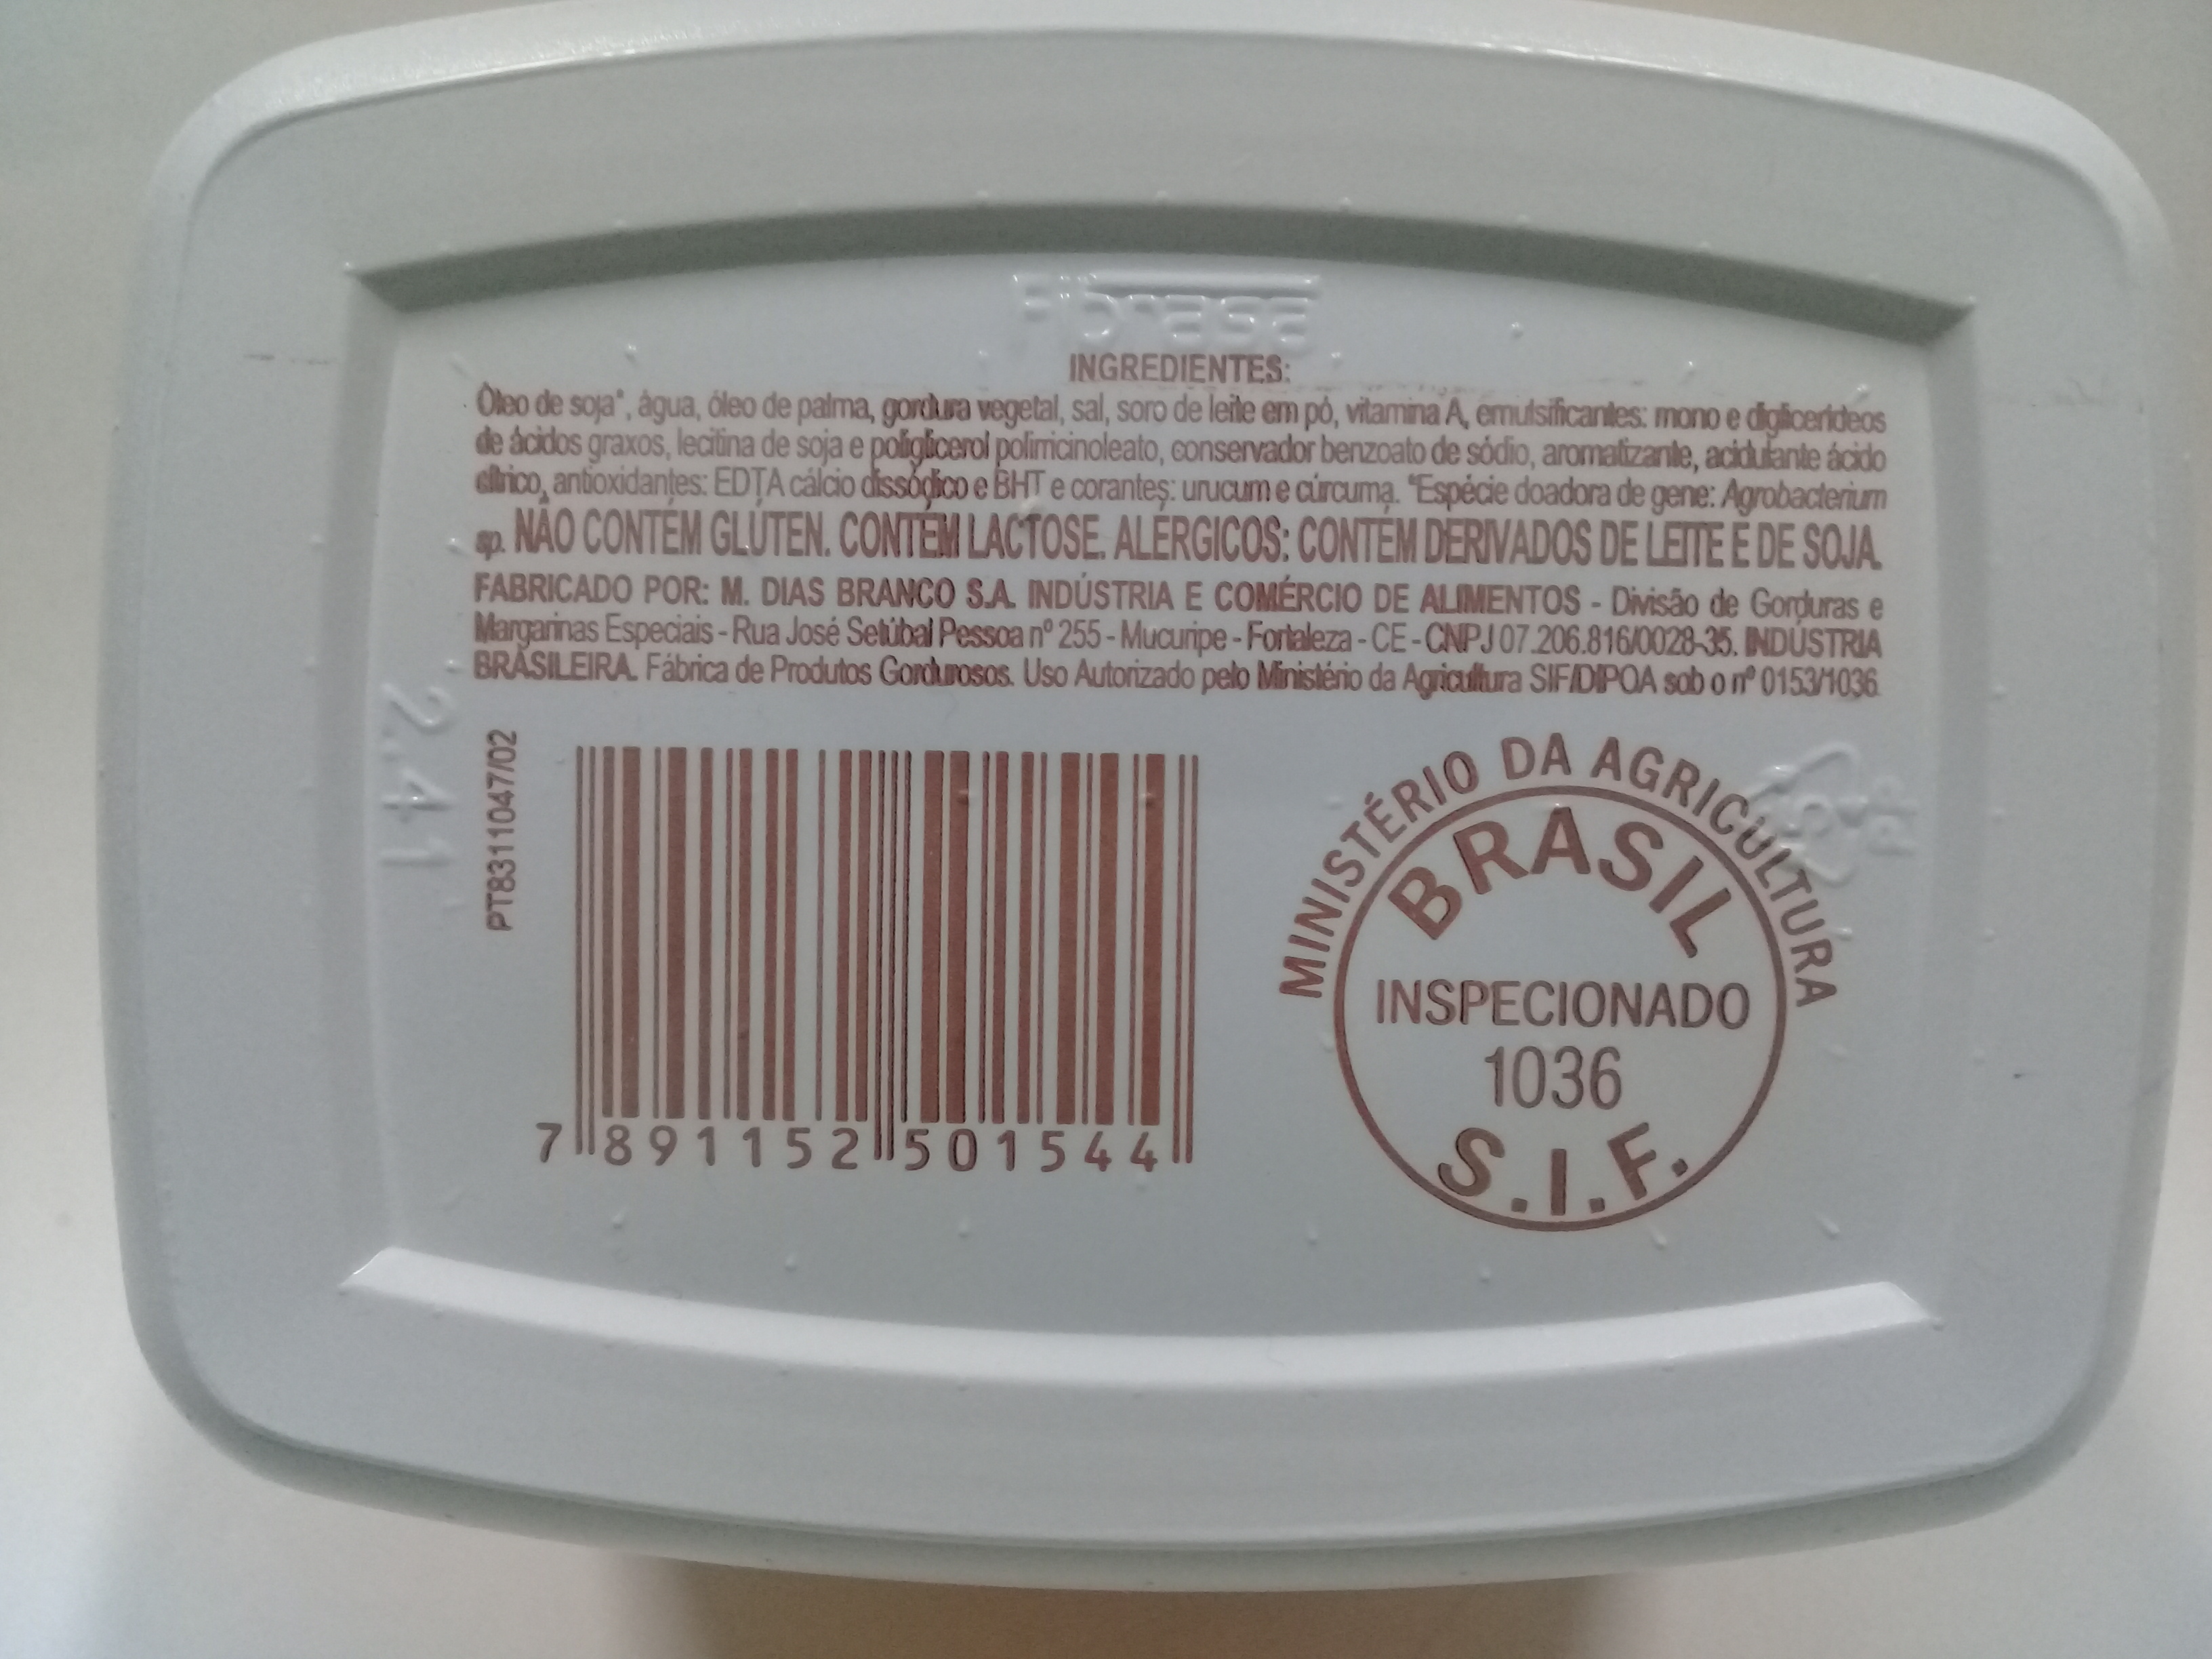 Fibrasa
INGREDIENTES:
Óleo de soja*, água, óleo de palma, gordura vegetal, sal, soro de leite em pó, vitamina A, emulsificantes: mono e diglicerídeos
de ácidos graxos, lecitina de soja e poliglicerol polirricinoleato, conservador benzoato de sódio, aromatizante, acidulante ácido
cítrico, antioxidantes: EDTA cálcio dissódico e BHT e corantes: urucum e cúrcuma. *Espécie doadora de gene: Agrobacterium
sp. NÃO CONTÉM GLÚTEN. CONTÉM LACTOSE. ALÉRGICOS: CONTÉM DERIVADOS DE LEITE E DE SOJA.
FABRICADO POR: M. DIAS BRANCO S.A. INDÚSTRIA E COMÉRCIO DE ALIMENTOS - Divisão de Gorduras e
Margarinas Especiais - Rua José Setúbal Pessoa nº 255 - Mucuripe - Fortaleza - CE - CNPJ 07.206.816/0028-35. INDÚSTRIA
BRASILEIRA. Fábrica de Produtos Gordurosos. Uso Autorizado pelo Ministério da Agricultura SIF/DIPOA sob o nº 0153/1036.
2.41
PT8311047/02
7 891152 501544
MINISTÉRIO DA AGRICULTURA
BRASIL
INSPECIONADO
1036
S.I.F.